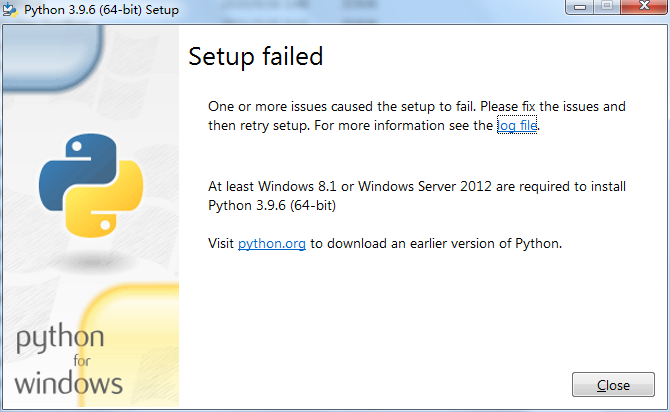 Python 3.9.6 (64-bit) Setup
Setup failed
One or more issues caused the setup to fail. Please fix the issues and
then retry setup. For more information see the log file.
At least Windows 8.1 or Windows Server 2012 are required to install
Python 3.9.6 (64-bit)
Visit python.org to download an earlier version of Python.
python
for
windows
Close